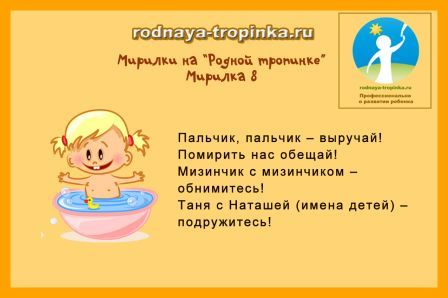 rodnaya-tropinka.ru
Мирилки на "Родной тропинке"
Мирилка 8
rodnaya-tropinka.ru
Профессионально
о развитии ребенка
Пальчик, пальчик – выручай!
Помирить нас обещай!
Мизинчик с мизинчиком –
обнимитесь!
Таня с Наташей (имена детей) –
подружитесь!